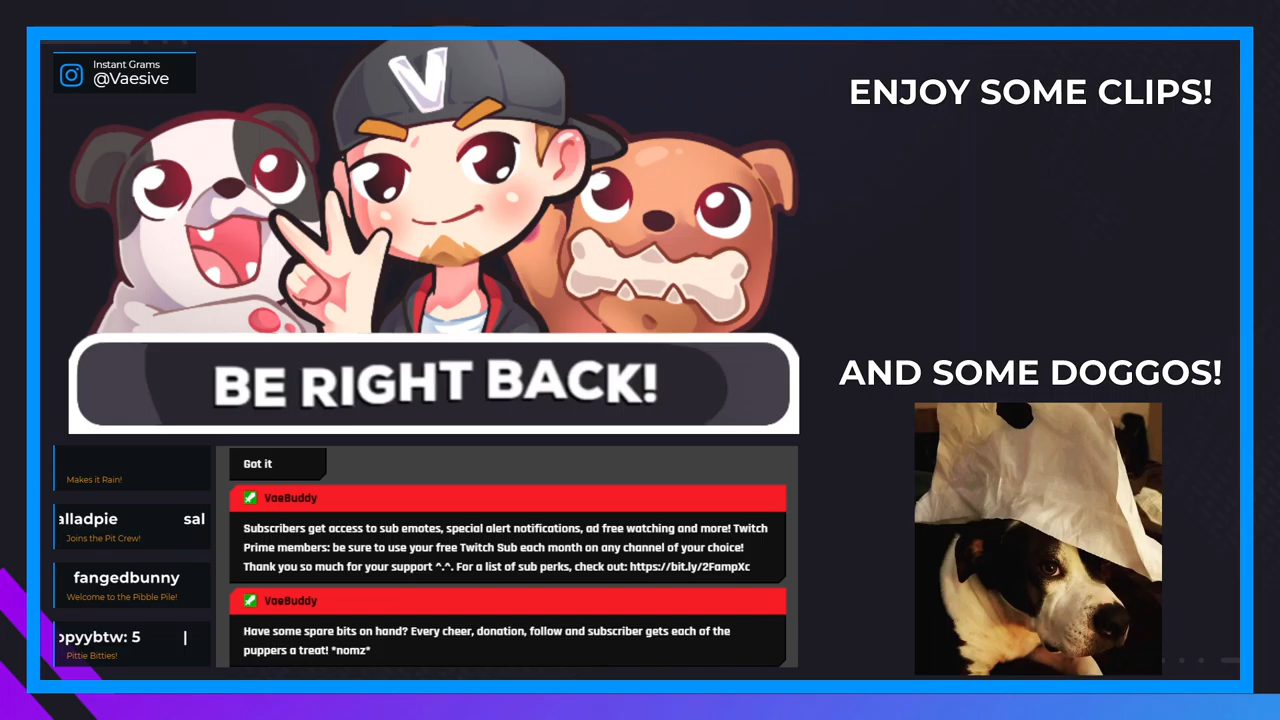 Instant Grams
@Vaesive
V
ENJOY SOME CLIPS!
BE RIGHT BACK!
AND SOME DOGGOS!
Makes it Rain!
alladpie sal
Joins the Pit Crew!
fangedbunny
Welcome to the Pibble Pile!
opyybtw: 5 |
Pittie Bitties!
Got it
VaeBuddy
Subscribers get access to sub emotes, special alert notifications, ad free watching and more! Twitch
Prime members: be sure to use your free Twitch Sub each month on any channel of your choice!
Thank you so much for your support ^.^. For a list of sub perks, check out: https://bit.ly/2FampXc
VaeBuddy
Have some spare bits on hand? Every cheer, donation, follow and subscriber gets each of the
puppers a treat! *nomz*